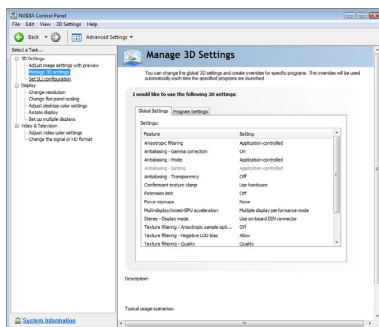 NVIDIA Control Panel
File Edit View 3D Settings Help
Back Advanced Settings
Select a Task...
3D Settings
Adjust image settings with preview
Manage 3D settings
Set SLI configuration
Display
Change resolution
Change flat panel scaling
Adjust desktop color settings
Rotate display
Set up multiple displays
Video & Television
Adjust video color settings
Change the signal or HD format
System Information
Manage 3D Settings
You can change the global 3D settings and create overrides for specific programs. The overrides will be used automatically each time the specified programs are launched.
I would like to use the following 3D settings:
Global Settings Program Settings
Settings:
Feature Setting
Anisotropic filtering Application-controlled
Antialiasing - Gamma correction On
Antialiasing - Mode Application-controlled
Antialiasing - Setting Application-controlled
Antialiasing - Transparency Off
Conformant texture clamp Use hardware
Extension limit Off
Force mipmaps None
Multi-display/mixed-GPU acceleration Multiple display performance mode
Stereo - Display mode Use on-board DIN connector
Texture filtering - Anisotropic sample opti... Off
Texture filtering - Negative LOD bias Allow
Texture filtering - Quality Quality
Description:
Typical usage scenarios: